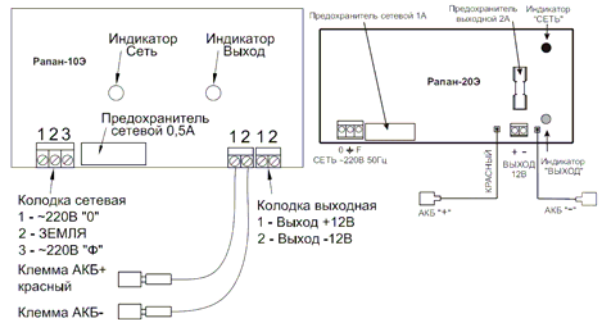 Индикатор
Сеть
Индикатор
Выход
Рапан-10Э
Предохранитель
сетевой 0,5А
1 2 3
1 2 1 2
Колодка сетевая
1 - ~220В "0"
2 - ЗЕМЛЯ
3 - ~220В "Ф"
Колодка выходная
1 - Выход +12В
2 - Выход -12В
Клемма АКБ+
красный
Клемма АКБ-
Предохранитель сетевой 1А
Предохранитель
выходной 2А
Индикатор
"СЕТЬ"
Рапан-20Э
0 F
СЕТЬ ~220В 50Гц
КРАСНЫЙ
+ -
ВЫХОД
12В
Индикатор
"ВЫХОД"
АКБ "+"
АКБ "-"